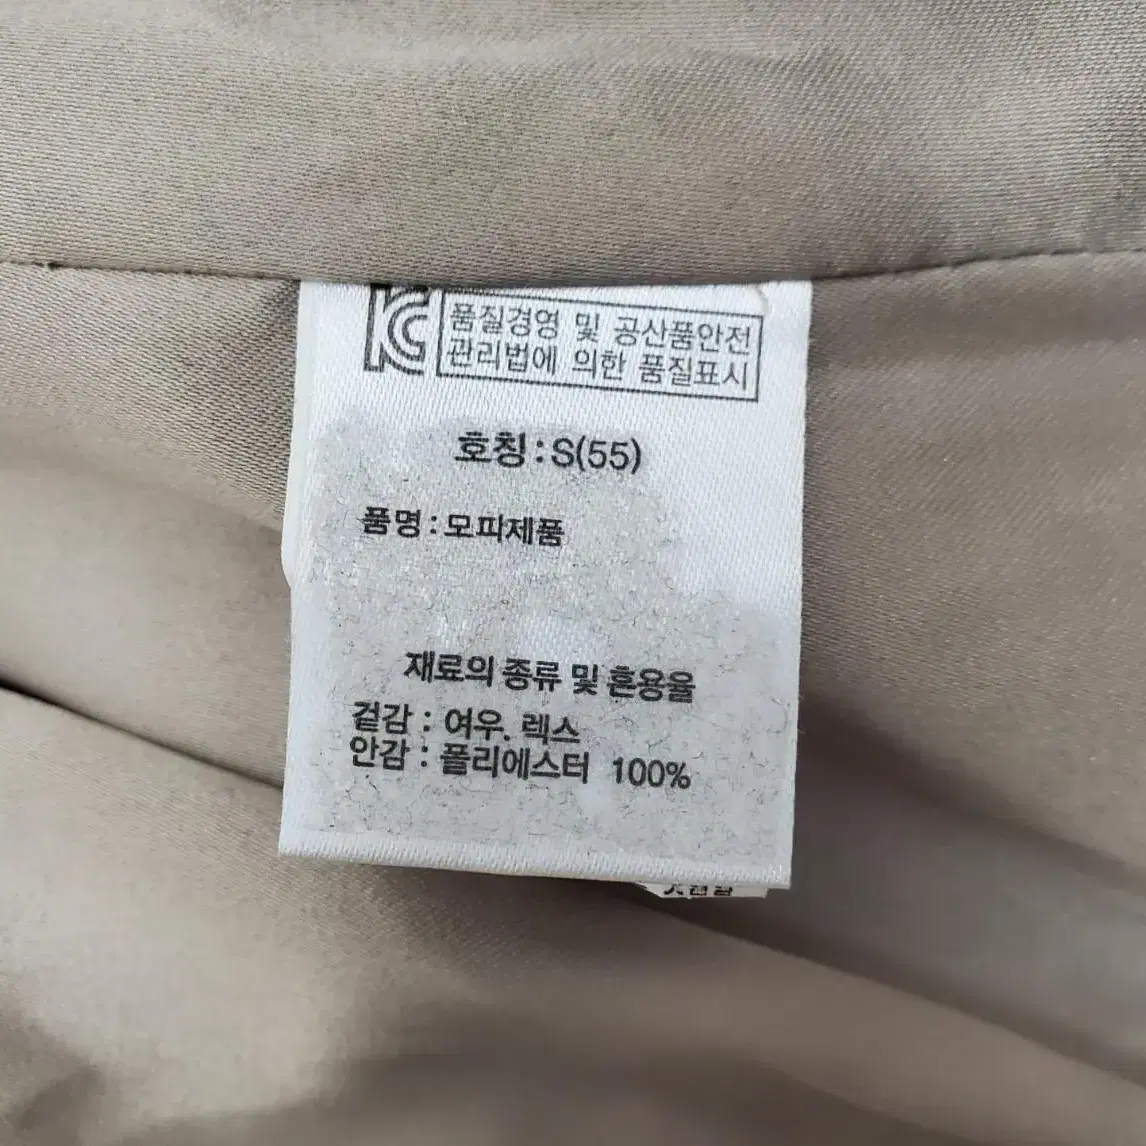 KC 품질경영 및 공산품안전
관리법에 의한 품질표시
호칭 : S(55)
품명 : 모피제품
재료의 종류 및 혼용율
겉감 : 여우. 렉스
안감 : 폴리에스터 100%